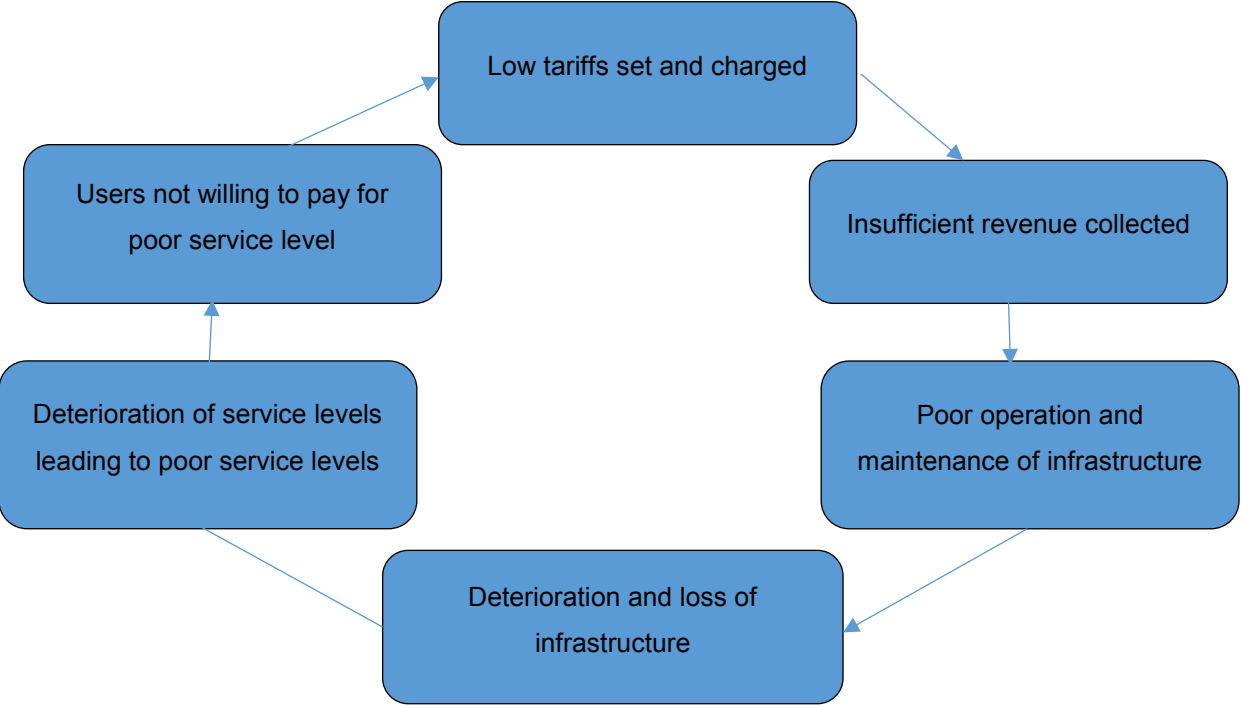 Low tariffs set and charged
Users not willing to pay for
poor service level
Insufficient revenue collected
Deterioration of service levels
leading to poor service levels
Poor operation and
maintenance of infrastructure
Deterioration and loss of
infrastructure